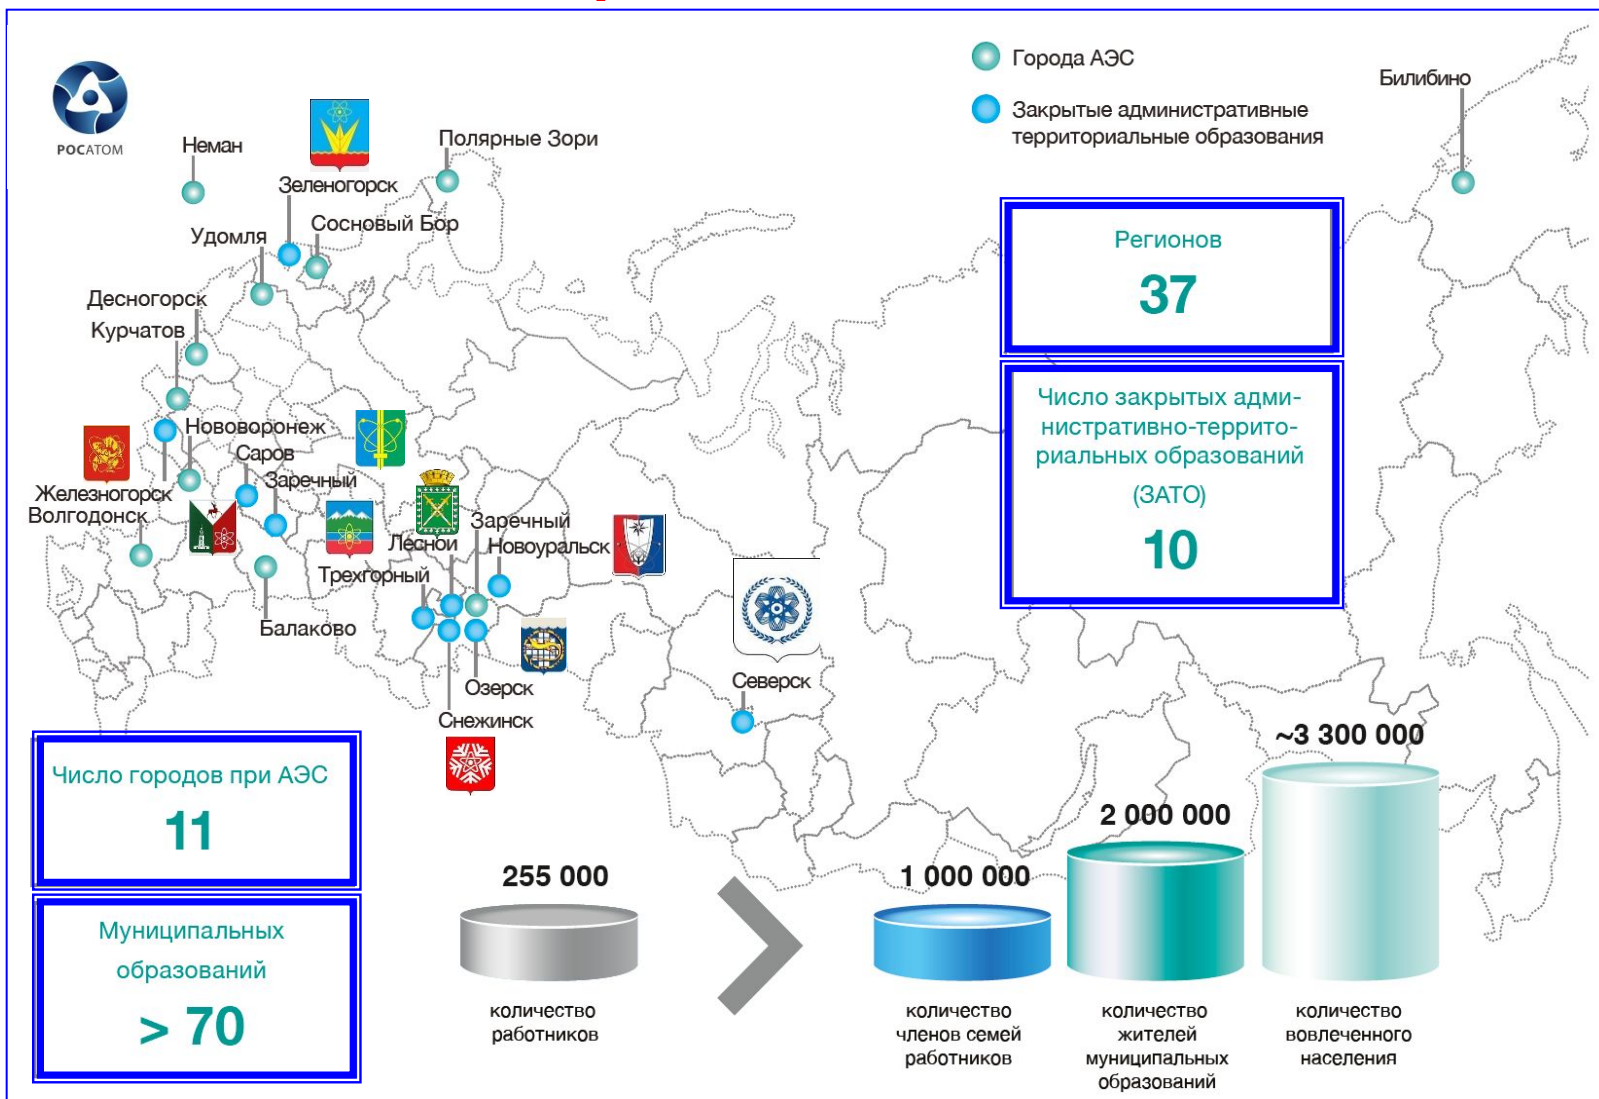 Города АЭС
Закрытые административные
территориальные образования
Билибино
РОСАТОМ
Неман
Полярные Зори
Зеленогорск
Сосновый Бор
Удомля
Десногорск
Курчатов
Нововоронеж
Саров
Заречный
Железногорск
Волгодонск
Балаково
Заречный
Лесной
Новоуральск
Трехгорный
Озерск
Снежинск
Северск
Регионов
37
Число закрытых адми-
нистративно-террито-
риальных образований
(ЗАТО)
10
Число городов при АЭС
11
Муниципальных
образований
> 70
255 000
количество
работников
1 000 000
количество
членов семей
работников
2 000 000
количество
жителей
муниципальных
образований
~3 300 000
количество
вовлеченного
населения